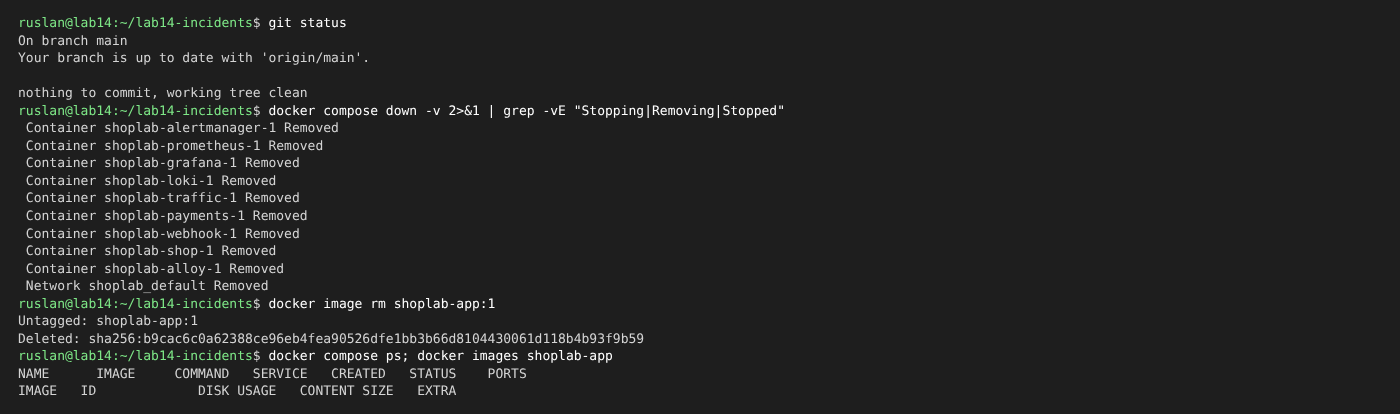 ruslan@lab14:~/lab14-incidents$ git status
On branch main
Your branch is up to date with 'origin/main'.

nothing to commit, working tree clean
ruslan@lab14:~/lab14-incidents$ docker compose down -v 2>&1 | grep -vE "Stopping|Removing|Stopped"
 Container shoplab-alertmanager-1 Removed
 Container shoplab-prometheus-1 Removed
 Container shoplab-grafana-1 Removed
 Container shoplab-loki-1 Removed
 Container shoplab-traffic-1 Removed
 Container shoplab-payments-1 Removed
 Container shoplab-webhook-1 Removed
 Container shoplab-shop-1 Removed
 Container shoplab-alloy-1 Removed
 Network shoplab_default Removed
ruslan@lab14:~/lab14-incidents$ docker image rm shoplab-app:1
Untagged: shoplab-app:1
Deleted: sha256:b9cac6c0a62388ce96eb4fea90526dfe1bb3b66d8104430061d118b4b93f9b59
ruslan@lab14:~/lab14-incidents$ docker compose ps; docker images shoplab-app
NAME      IMAGE     COMMAND   SERVICE   CREATED   STATUS    PORTS
IMAGE   ID             DISK USAGE   CONTENT SIZE   EXTRA